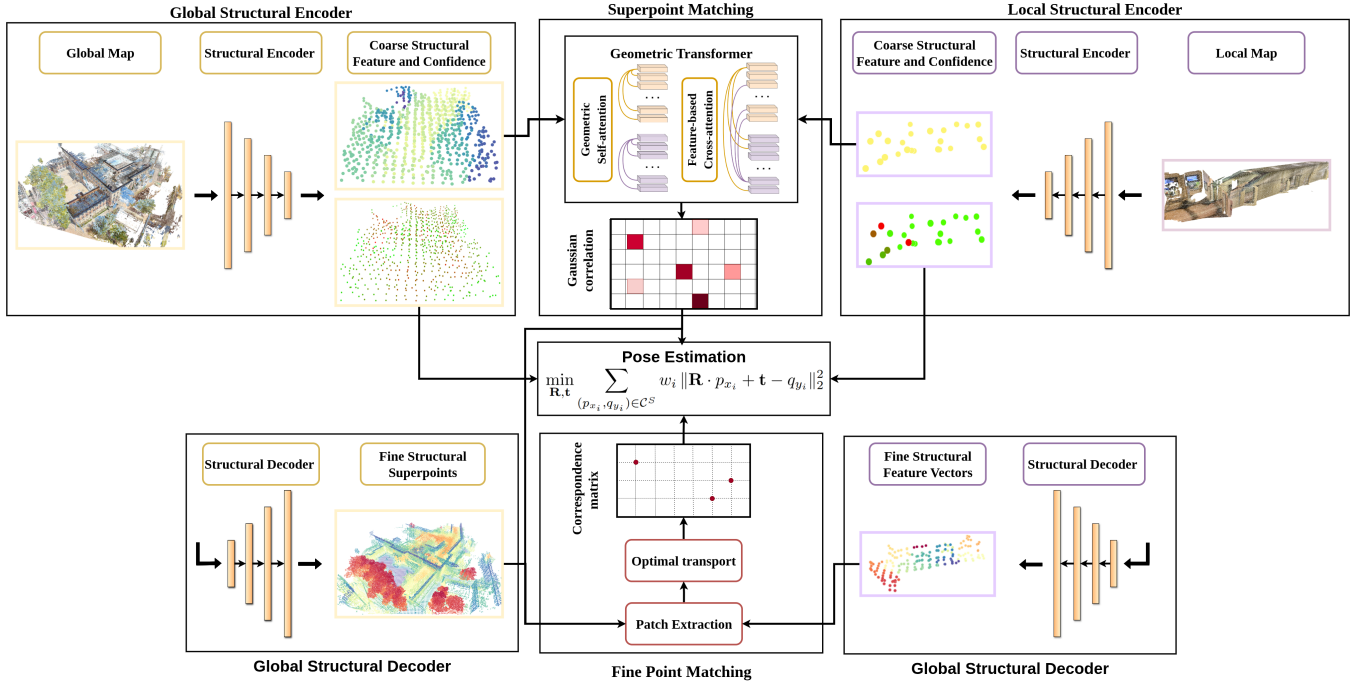 Global Structural Encoder
Superpoint Matching
Local Structural Encoder
Global Map
Structural Encoder
Coarse Structural
Feature and Confidence
Geometric Transformer
Geometric
Self-attention
...
...
Feature-based
Cross-attention
...
...
Coarse Structural
Feature and Confidence
Structural Encoder
Local Map
Gaussian
correlation
Pose Estimation
min R,t ∑ (p_{x_i}, q_{y_i})∈C^S w_i ‖R · p_{x_i} + t − q_{y_i}‖₂²
Structural Decoder
Fine Structural
Superpoints
Correspondence
matrix
Optimal transport
Patch Extraction
Fine Structural
Feature Vectors
Structural Decoder
Global Structural Decoder
Fine Point Matching
Global Structural Decoder